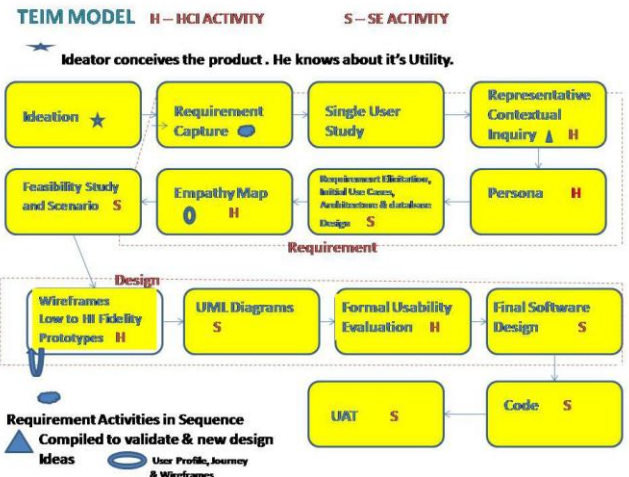 TEIM MODEL H – HCI ACTIVITY S – SE ACTIVITY
Ideator conceives the product . He knows about it's Utility.
Ideation
Requirement
Capture
Single User
Study
Representative
Contextual
Inquiry H
Feasibility Study
and Scenario S
Empathy Map
H
Requirement Elicitation,
Initial Use Cases,
Architecture & database
Design S
Persona H
Requirement
Design
Wireframes
Low to HI Fidelity
Prototypes H
UML Diagrams
S
Formal Usability
Evaluation H
Final Software
Design S
UAT S
Code S
Requirement Activities in Sequence
Compiled to validate & new design
Ideas
User Profile, Journey
& Wireframes